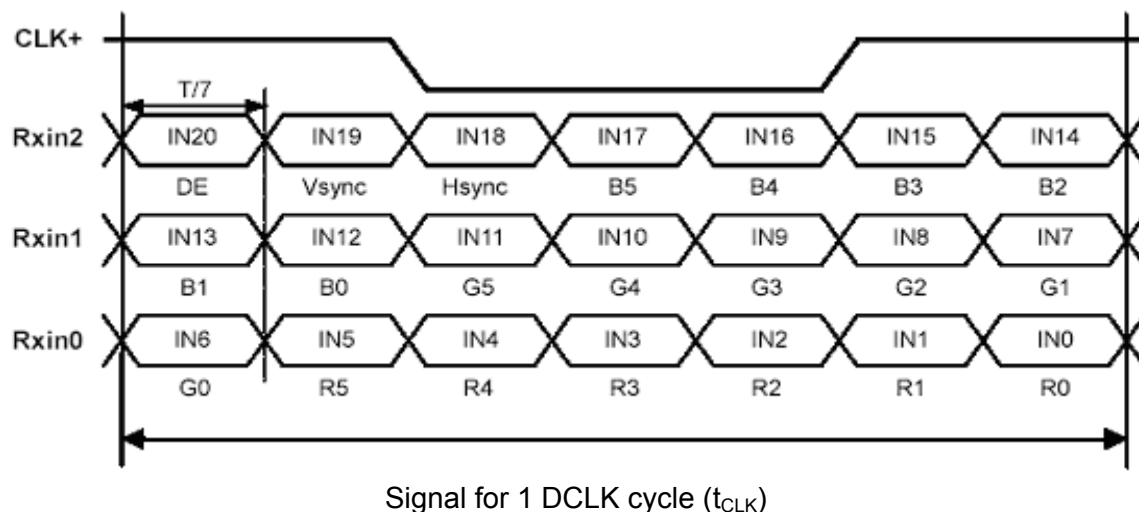 CLK+
T/7
Rxin2 IN20 IN19 IN18 IN17 IN16 IN15 IN14
DE Vsync Hsync B5 B4 B3 B2
Rxin1 IN13 IN12 IN11 IN10 IN9 IN8 IN7
B1 B0 G5 G4 G3 G2 G1
Rxin0 IN6 IN5 IN4 IN3 IN2 IN1 IN0
G0 R5 R4 R3 R2 R1 R0
Signal for 1 DCLK cycle (tCLK)